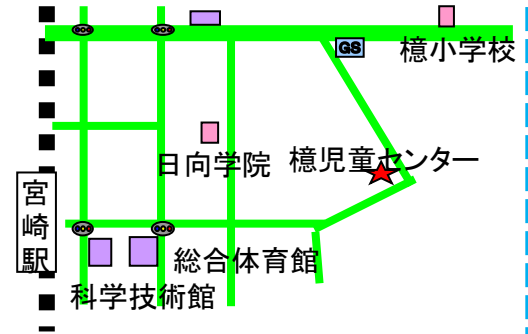 GS
檍小学校
日向学院
檍児童センター
宮崎駅
総合体育館
科学技術館